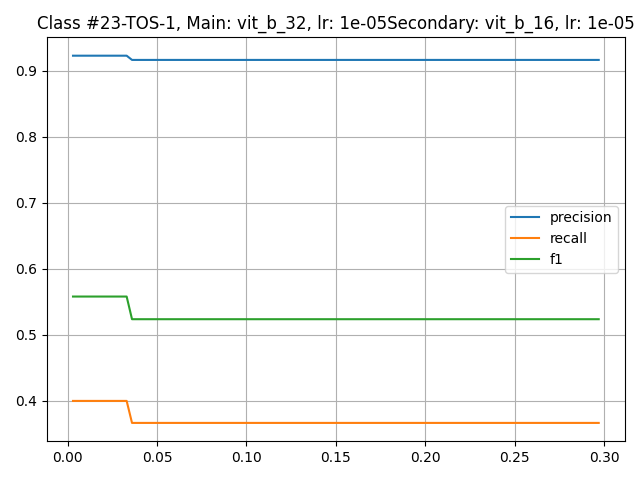 Class #23-TOS-1, Main: vit_b_32, lr: 1e-05Secondary: vit_b_16, lr: 1e-05
0.9
0.8
0.7
0.6
0.5
0.4
precision
recall
f1
0.00 0.05 0.10 0.15 0.20 0.25 0.30